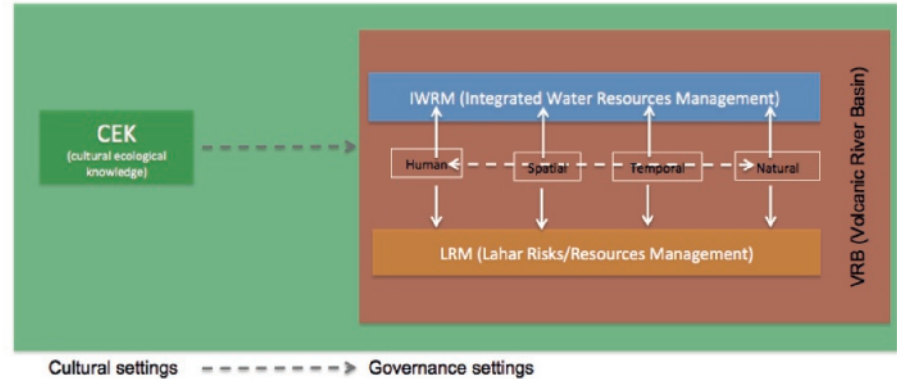 IWRM (Integrated Water Resources Management)
CEK
(cultural ecological
knowledge)
Human
Spatial
Temporal
Natural
LRM (Lahar Risks/Resources Management)
VRB (Volcanic River Basin)
Cultural settings
Governance settings